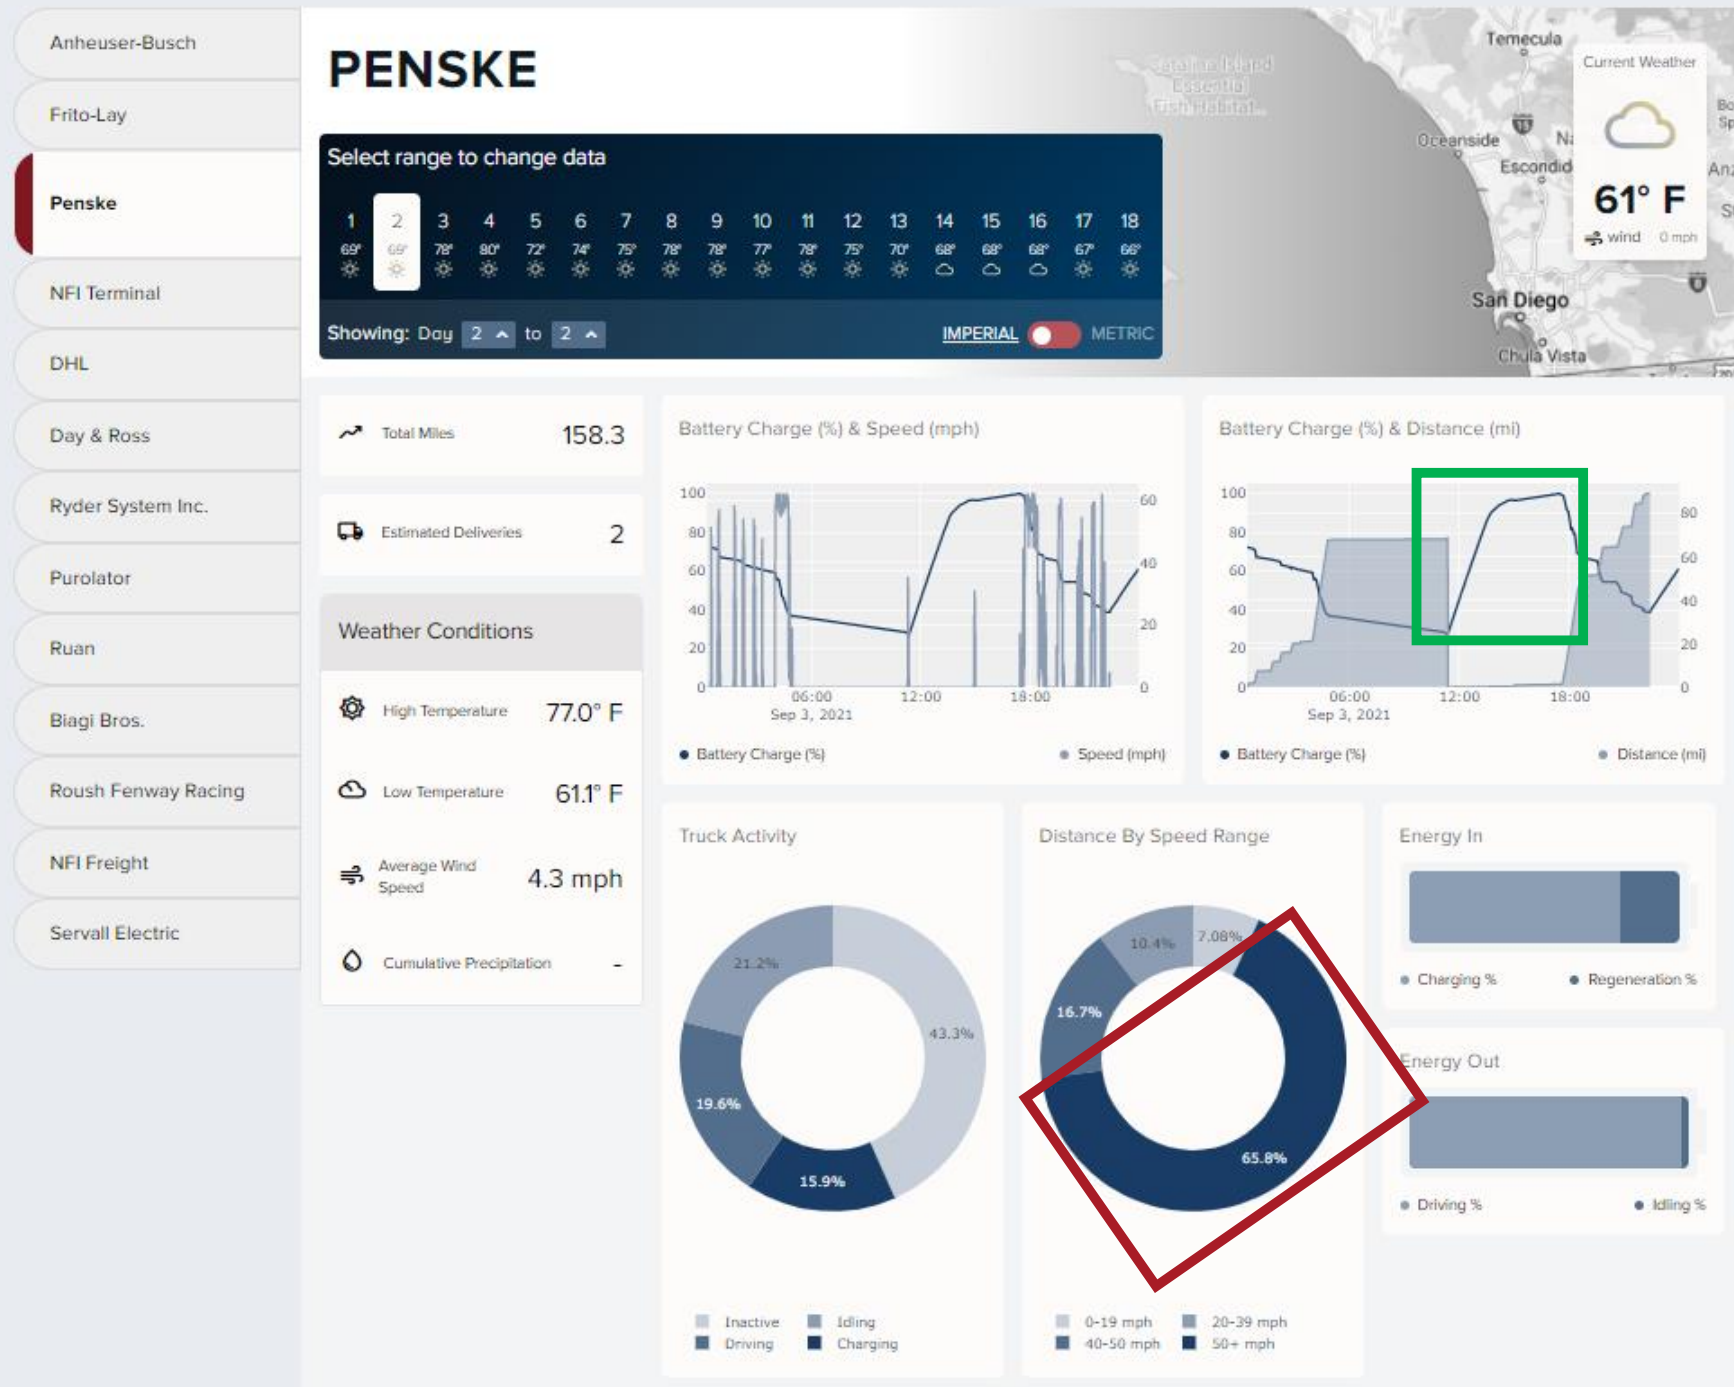 Anheuser-Busch
Frito-Lay
Penske
NFI Terminal
DHL
Day & Ross
Ryder System Inc.
Purolator
Ruan
Biagi Bros.
Roush Fenway Racing
NFI Freight
Servall Electric
PENSKE
Select range to change data
1 2 3 4 5 6 7 8 9 10 11 12 13 14 15 16 17 18
69° 69° 78° 80° 72° 74° 75° 78° 78° 77° 78° 75° 70° 68° 68° 68° 67° 66°
Showing: Day 2 to 2 IMPERIAL METRIC
Catalina Island
Essential
Fish Habitat...
Temecula
Oceanside
15
Escondid
San Diego
8
Chula Vista
Current Weather
61° F
wind 0 mph
Total Miles 158.3
Estimated Deliveries 2
Weather Conditions
High Temperature 77.0° F
Low Temperature 61.1° F
Average Wind
Speed
4.3 mph
Cumulative Precipitation -
Battery Charge (%) & Speed (mph)
100
80
60
40
20
0
60
40
20
0
06:00 12:00 18:00
Sep 3, 2021
Battery Charge (%) Speed (mph)
Battery Charge (%) & Distance (mi)
100
80
60
40
20
0
80
60
40
20
0
06:00 12:00 18:00
Sep 3, 2021
Battery Charge (%) Distance (mi)
Truck Activity
21.2%
43.3%
19.6%
15.9%
Inactive Idling
Driving Charging
Distance By Speed Range
10.4% 7.08%
16.7%
65.8%
0-19 mph 20-39 mph
40-50 mph 50+ mph
Energy In
Charging % Regeneration %
Energy Out
Driving % Idling %